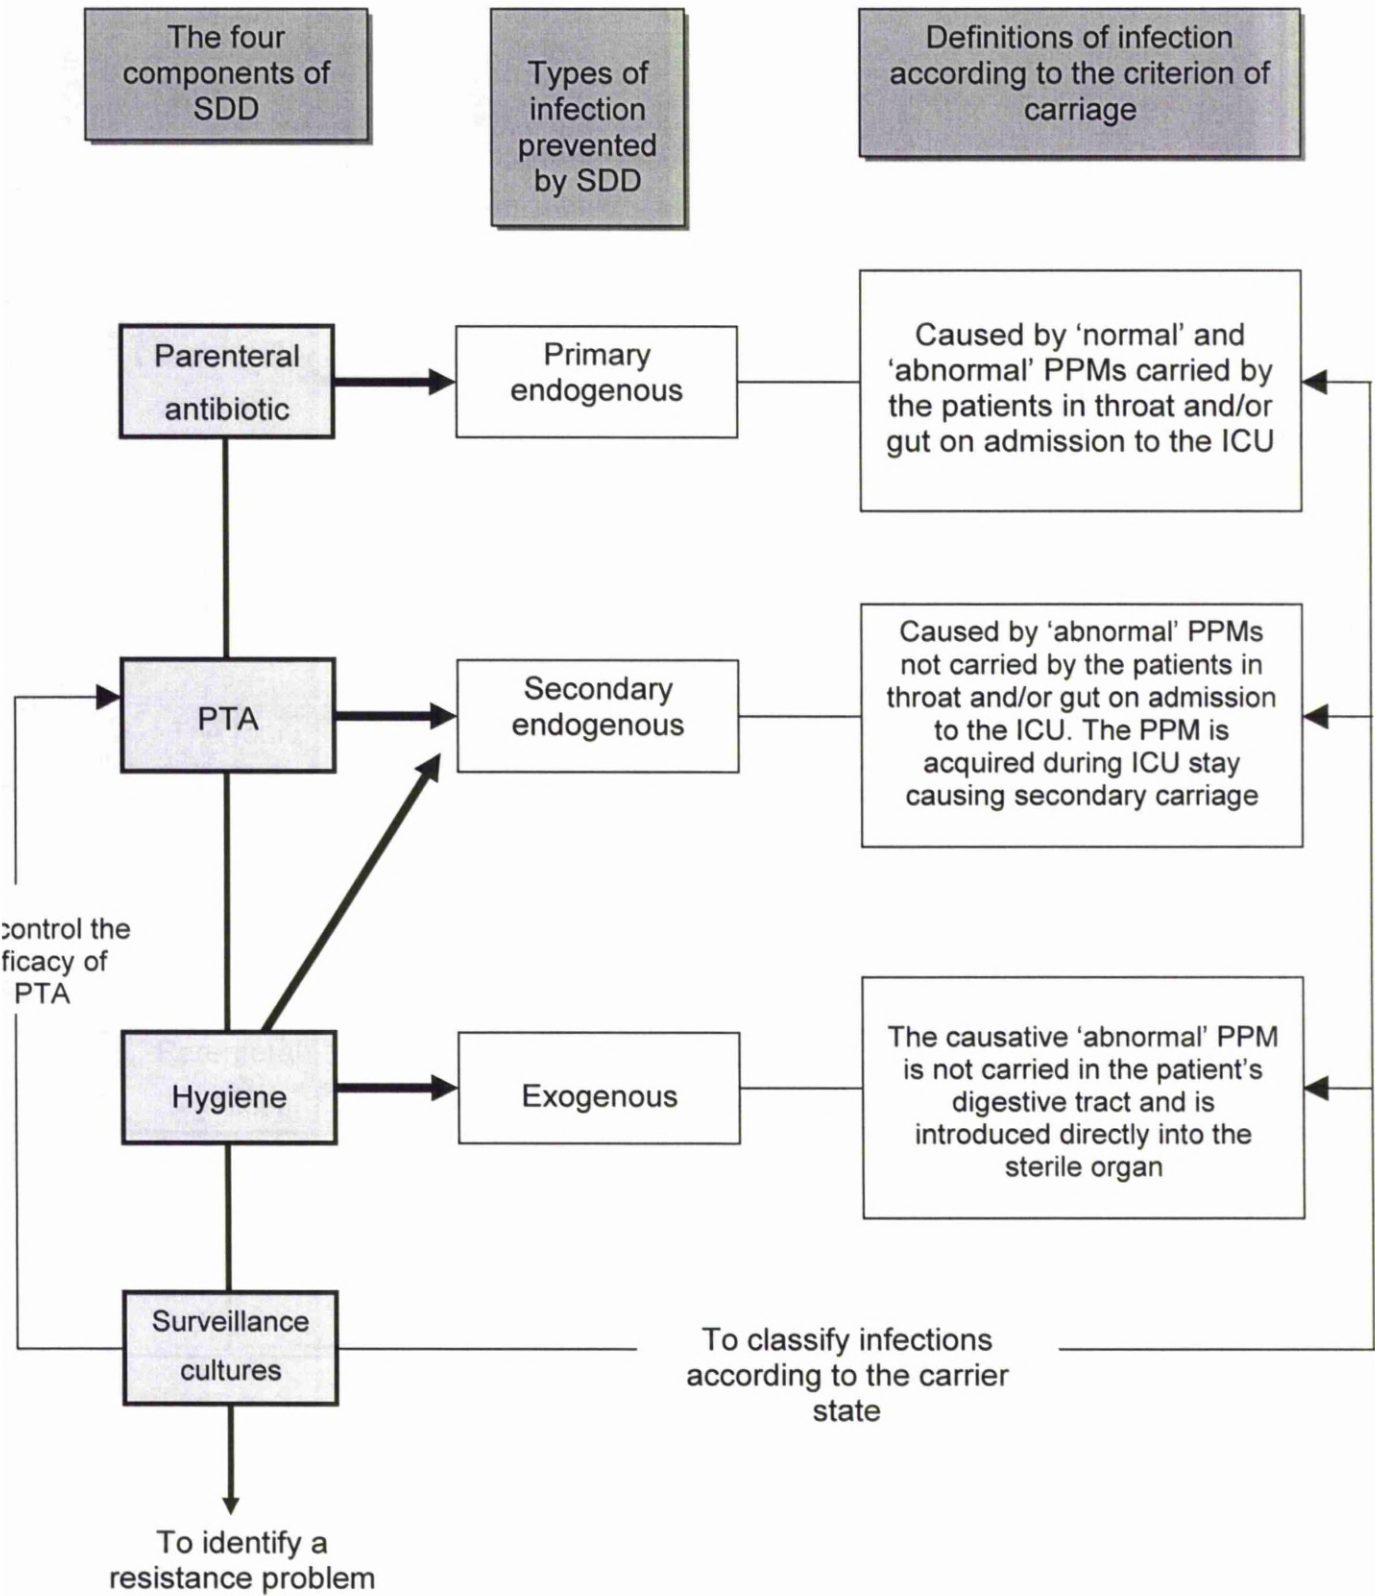 The four
components of
SDD
Types of
infection
prevented
by SDD
Definitions of infection
according to the criterion of
carriage
Parenteral
antibiotic
Primary
endogenous
Caused by ‘normal’ and
‘abnormal’ PPMs carried by
the patients in throat and/or
gut on admission to the ICU
PTA
Secondary
endogenous
Caused by ‘abnormal’ PPMs
not carried by the patients in
throat and/or gut on admission
to the ICU. The PPM is
acquired during ICU stay
causing secondary carriage
control the
ficacy of
PTA
Hygiene
Exogenous
The causative ‘abnormal’ PPM
is not carried in the patient’s
digestive tract and is
introduced directly into the
sterile organ
Surveillance
cultures
To classify infections
according to the carrier
state
To identify a
resistance problem